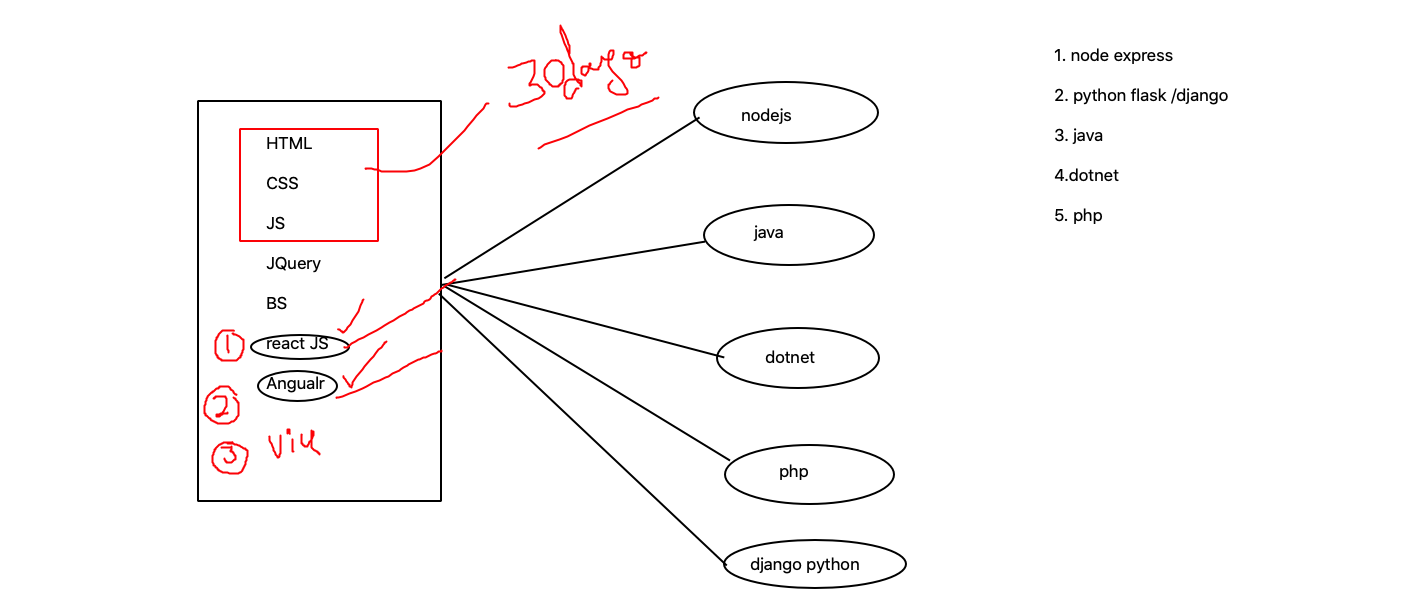 30days
HTML
CSS
JS
JQuery
BS
1 react JS
2 Angualr
3 Viu
nodejs
java
dotnet
php
django python
1. node express
2. python flask /django
3. java
4.dotnet
5. php